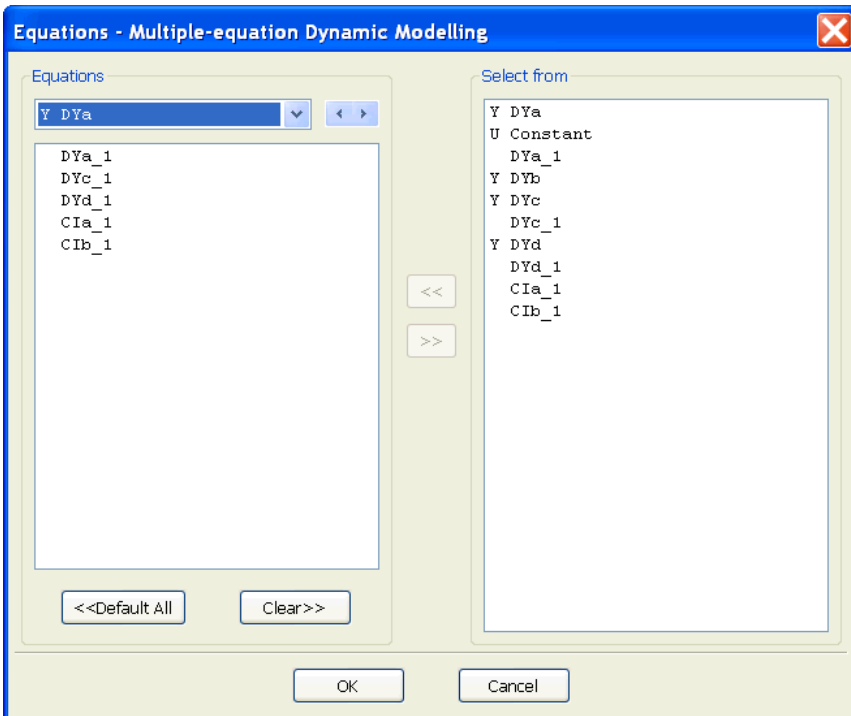 Equations - Multiple-equation Dynamic Modelling
Equations
Y DYa
DYa_1
DYc_1
DYd_1
CIa_1
CIb_1
<<Default All
Clear>>
<<
>>
Select from
Y DYa
U Constant
DYa_1
Y DYb
Y DYc
DYc_1
Y DYd
DYd_1
CIa_1
CIb_1
OK
Cancel